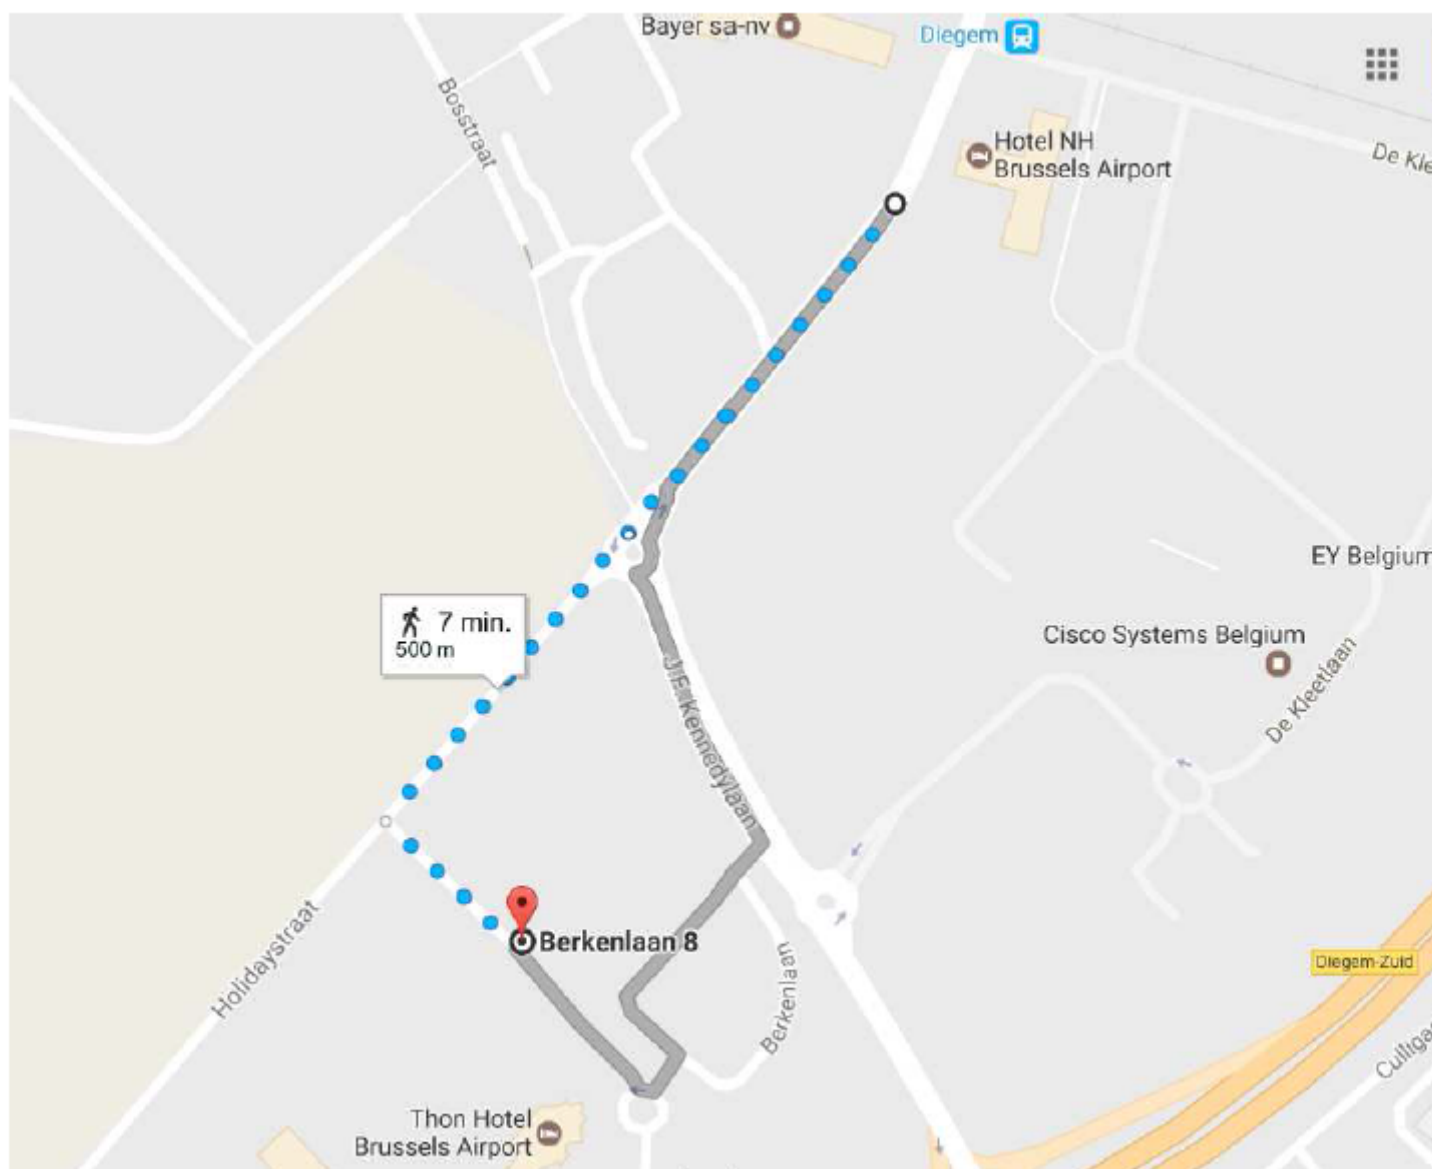 Bayer sa-nv
Diegem
Bosstraat
Hotel NH
Brussels Airport
De Kle
EY Belgium
7 min.
500 m
Cisco Systems Belgium
J.F. Kennedylaan
De Kleetlaan
Holidaystraat
Berkenlaan 8
Berkenlaan
Diegem-Zuid
Culliga
Thon Hotel
Brussels Airport